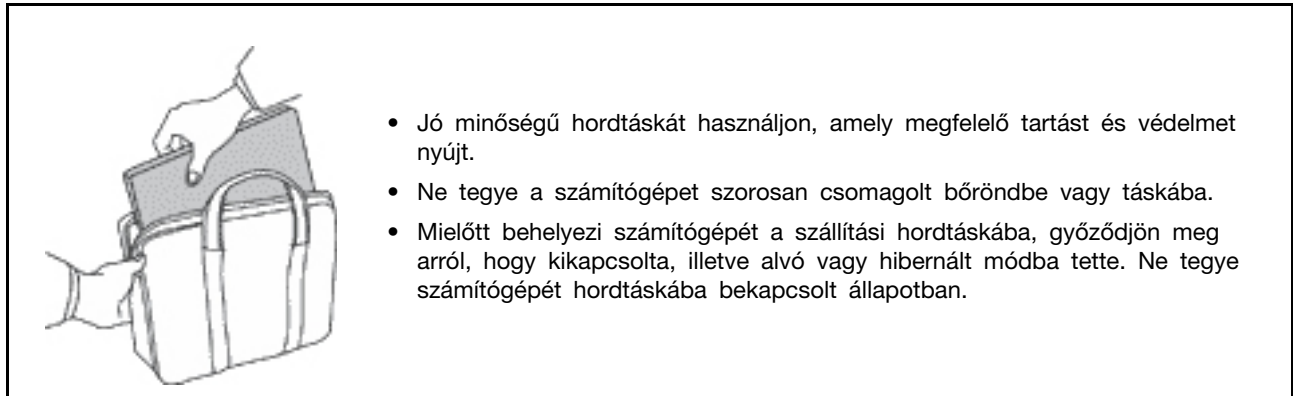 • Jó minőségű hordtáskát használjon, amely megfelelő tartást és védelmet
nyújt.
• Ne tegye a számítógépet szorosan csomagolt bőröndbe vagy táskába.
• Mielőtt behelyezi számítógépét a szállítási hordtáskába, győződjön meg
arról, hogy kikapcsolta, illetve alvó vagy hibernált módba tette. Ne tegye
számítógépét hordtáskába bekapcsolt állapotban.